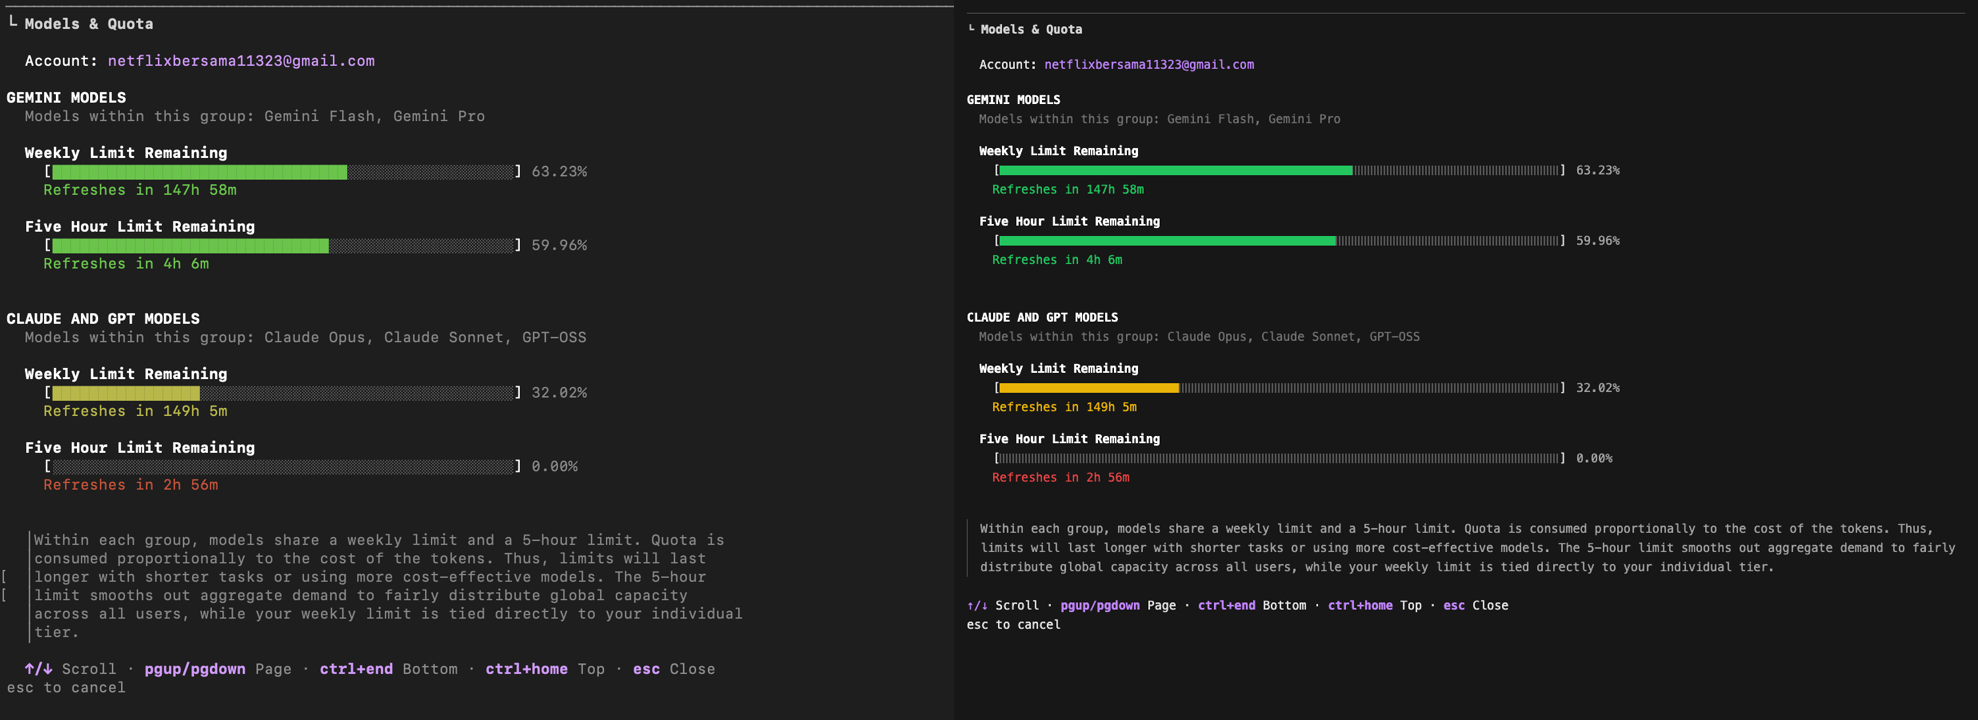 └ Models & Quota
Account: netflixbersama11323@gmail.com
GEMINI MODELS
Models within this group: Gemini Flash, Gemini Pro
Weekly Limit Remaining
[ ] 63.23%
Refreshes in 147h 58m
Five Hour Limit Remaining
[ ] 59.96%
Refreshes in 4h 6m
CLAUDE AND GPT MODELS
Models within this group: Claude Opus, Claude Sonnet, GPT-OSS
Weekly Limit Remaining
[ ] 32.02%
Refreshes in 149h 5m
Five Hour Limit Remaining
[ ] 0.00%
Refreshes in 2h 56m
Within each group, models share a weekly limit and a 5-hour limit. Quota is
consumed proportionally to the cost of the tokens. Thus, limits will last
[ longer with shorter tasks or using more cost-effective models. The 5-hour
[ limit smooths out aggregate demand to fairly distribute global capacity
across all users, while your weekly limit is tied directly to your individual
tier.
↑/↓ Scroll · pgup/pgdown Page · ctrl+end Bottom · ctrl+home Top · esc Close
esc to cancel
└ Models & Quota
Account: netflixbersama11323@gmail.com
GEMINI MODELS
Models within this group: Gemini Flash, Gemini Pro
Weekly Limit Remaining
[ ] 63.23%
Refreshes in 147h 58m
Five Hour Limit Remaining
[ ] 59.96%
Refreshes in 4h 6m
CLAUDE AND GPT MODELS
Models within this group: Claude Opus, Claude Sonnet, GPT-OSS
Weekly Limit Remaining
[ ] 32.02%
Refreshes in 149h 5m
Five Hour Limit Remaining
[ ] 0.00%
Refreshes in 2h 56m
Within each group, models share a weekly limit and a 5-hour limit. Quota is consumed proportionally to the cost of the tokens. Thus,
limits will last longer with shorter tasks or using more cost-effective models. The 5-hour limit smooths out aggregate demand to fairly
distribute global capacity across all users, while your weekly limit is tied directly to your individual tier.
↑/↓ Scroll · pgup/pgdown Page · ctrl+end Bottom · ctrl+home Top · esc Close
esc to cancel